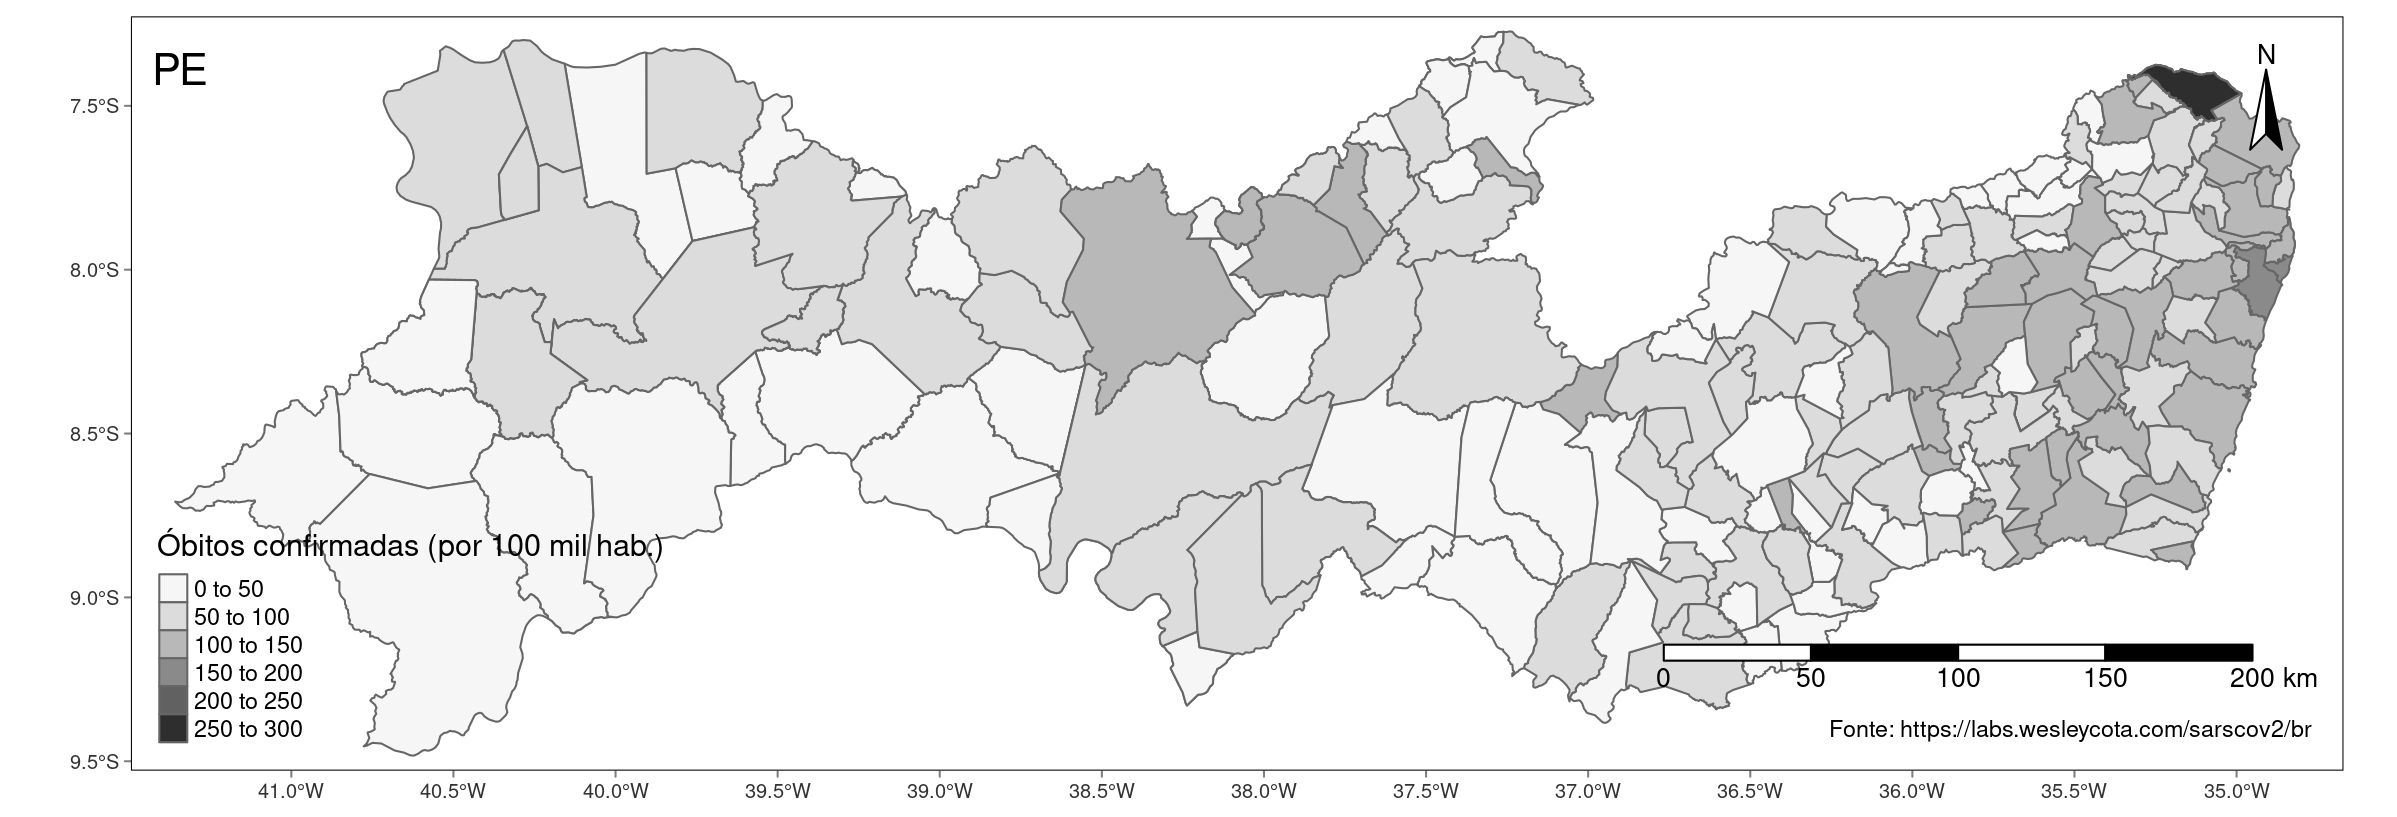 PE
N
7.5°S
8.0°S
8.5°S
9.0°S
9.5°S
Óbitos confirmadas (por 100 mil hab.)
0 to 50
50 to 100
100 to 150
150 to 200
200 to 250
250 to 300
0 50 100 150 200 km
Fonte: https://labs.wesleycota.com/sarscov2/br
41.0°W 40.5°W 40.0°W 39.5°W 39.0°W 38.5°W 38.0°W 37.5°W 37.0°W 36.5°W 36.0°W 35.5°W 35.0°W